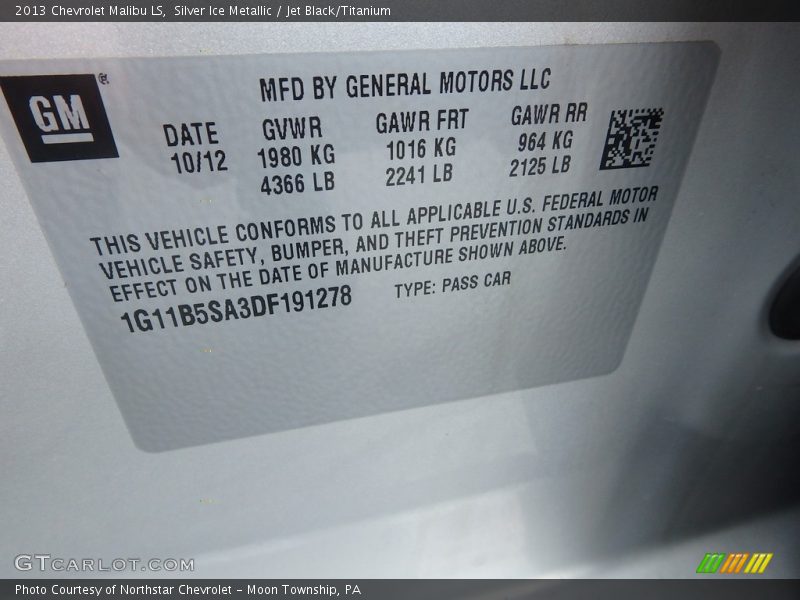 2013 Chevrolet Malibu LS, Silver Ice Metallic / Jet Black/Titanium
GM®
MFD BY GENERAL MOTORS LLC
DATE GVWR GAWR FRT GAWR RR
10/12 1980 KG 1016 KG 964 KG
4366 LB 2241 LB 2125 LB
THIS VEHICLE CONFORMS TO ALL APPLICABLE U.S. FEDERAL MOTOR
VEHICLE SAFETY, BUMPER, AND THEFT PREVENTION STANDARDS IN
EFFECT ON THE DATE OF MANUFACTURE SHOWN ABOVE.
1G11B5SA3DF191278 TYPE: PASS CAR
GTCARLOT.COM
Photo Courtesy of Northstar Chevrolet - Moon Township, PA